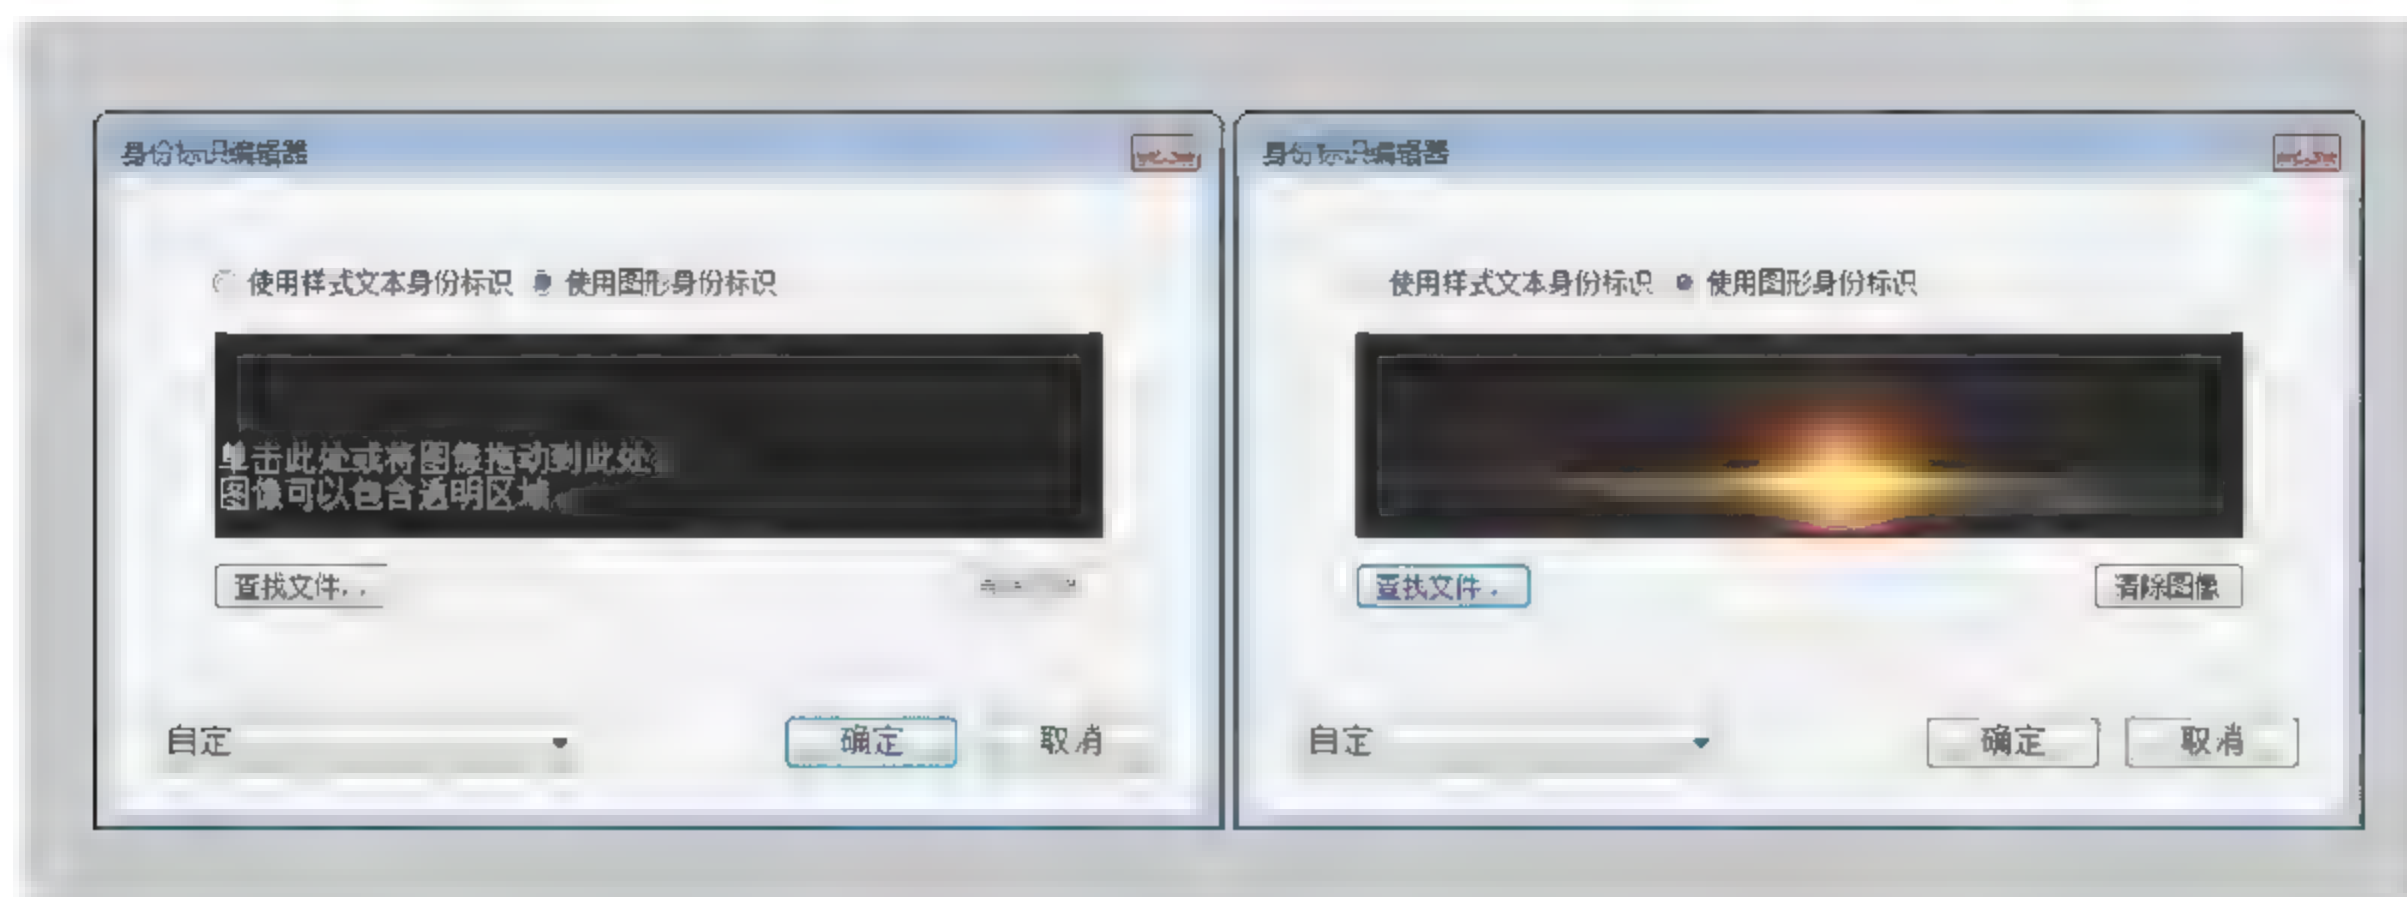 身份标识编辑器
使用样式文本身份标识 使用图形身份标识
单击此处或将图像拖动到此处
图像可以包含透明区域
查找文件..
自定 确定 取消
身份标识编辑器
使用样式文本身份标识 使用图形身份标识
查找文件. 清除图像
自定 确定 取消